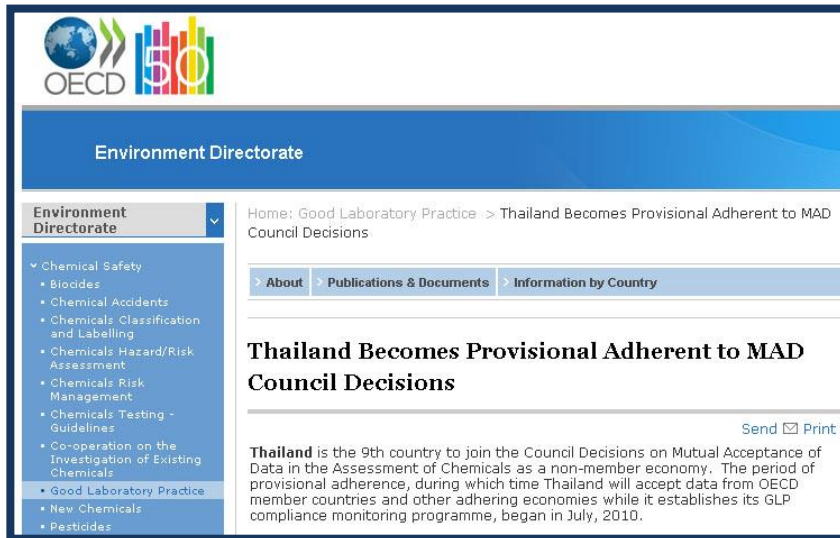 OECD 50
Environment Directorate
Environment
Directorate
Chemical Safety
Biocides
Chemical Accidents
Chemicals Classification
and Labelling
Chemicals Hazard/Risk
Assessment
Chemicals Risk
Management
Chemicals Testing -
Guidelines
Co-operation on the
Investigation of Existing
Chemicals
Good Laboratory Practice
New Chemicals
Pesticides
Home: Good Laboratory Practice > Thailand Becomes Provisional Adherent to MAD
Council Decisions
> About > Publications & Documents > Information by Country
Thailand Becomes Provisional Adherent to MAD
Council Decisions
Send Print
Thailand is the 9th country to join the Council Decisions on Mutual Acceptance of
Data in the Assessment of Chemicals as a non-member economy. The period of
provisional adherence, during which time Thailand will accept data from OECD
member countries and other adhering economies while it establishes its GLP
compliance monitoring programme, began in July, 2010.